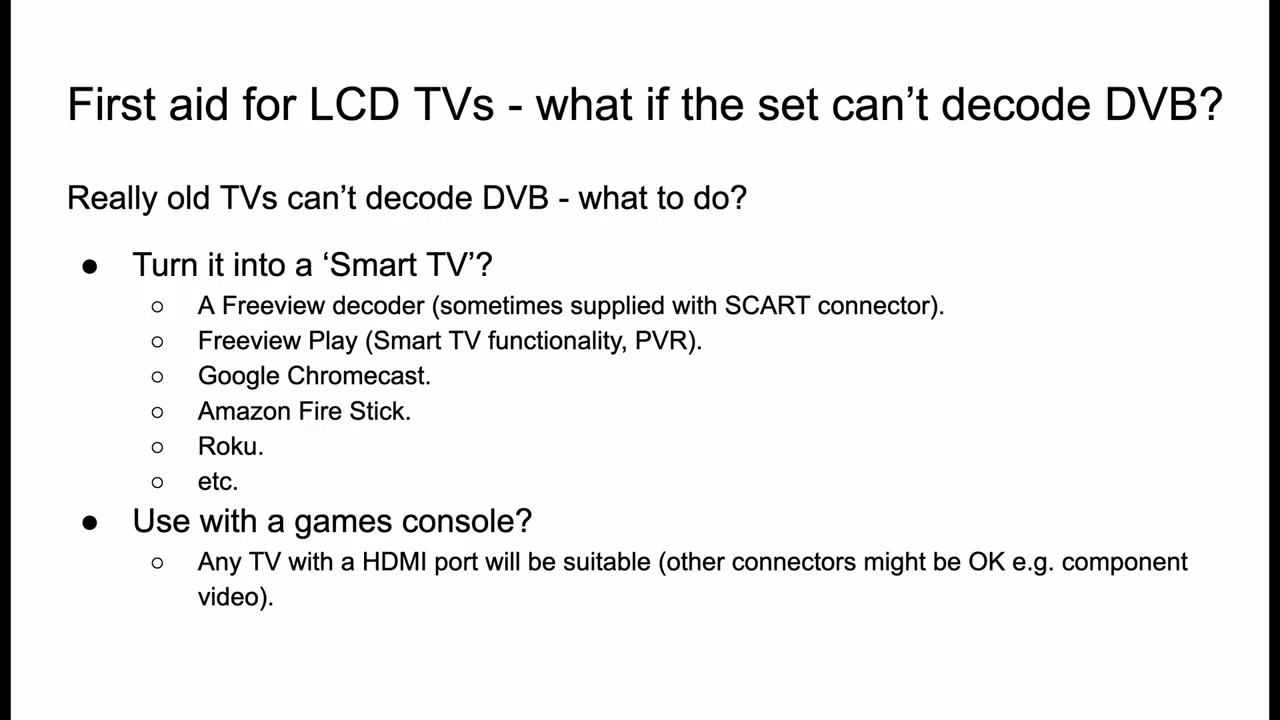 First aid for LCD TVs - what if the set can’t decode DVB?
Really old TVs can’t decode DVB - what to do?
● Turn it into a ‘Smart TV’?
○ A Freeview decoder (sometimes supplied with SCART connector).
○ Freeview Play (Smart TV functionality, PVR).
○ Google Chromecast.
○ Amazon Fire Stick.
○ Roku.
○ etc.
● Use with a games console?
○ Any TV with a HDMI port will be suitable (other connectors might be OK e.g. component
video).